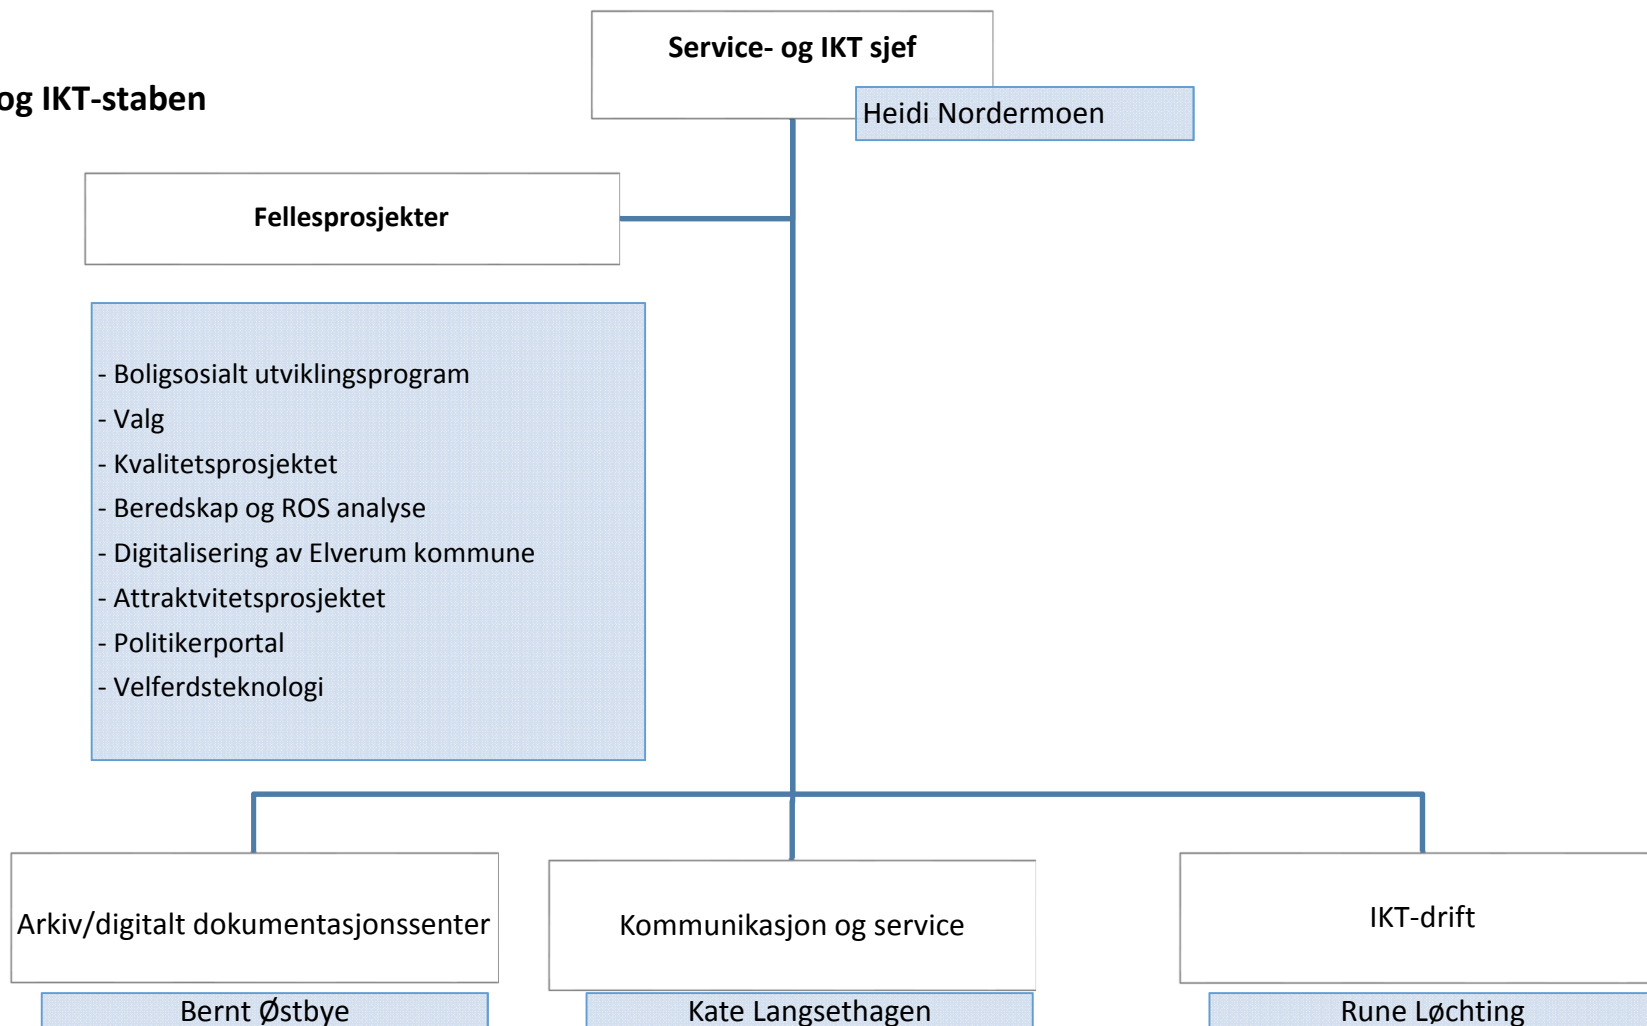 Service- og IKT sjef
og IKT-staben
Heidi Nordermoen
Fellesprosjekter
- Boligsosialt utviklingsprogram
- Valg
- Kvalitetsprosjektet
- Beredskap og ROS analyse
- Digitalisering av Elverum kommune
- Attraktvitetsprosjektet
- Politikerportal
- Velferdsteknologi
Arkiv/digitalt dokumentasjonssenter
Kommunikasjon og service
IKT-drift
Bernt Østbye
Kate Langsethagen
Rune Løchting